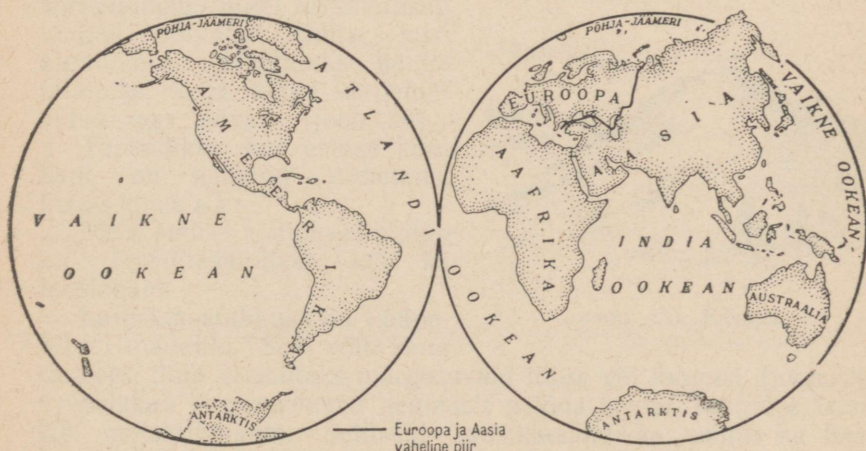 PÕHJA-JÄÄMERI
AMEERIKA
ATLANDI OOKEAN
VAIKNE
OOKEAN
ANTARKTIS
PÕHJA-JÄÄMERI
EUROOPA
AASIA
AAFRIKA
VAIKNE OOKEAN
INDIA
OOKEAN
AUSTRAALIA
ANTARKTIS
Euroopa ja Aasia
vaheline piir